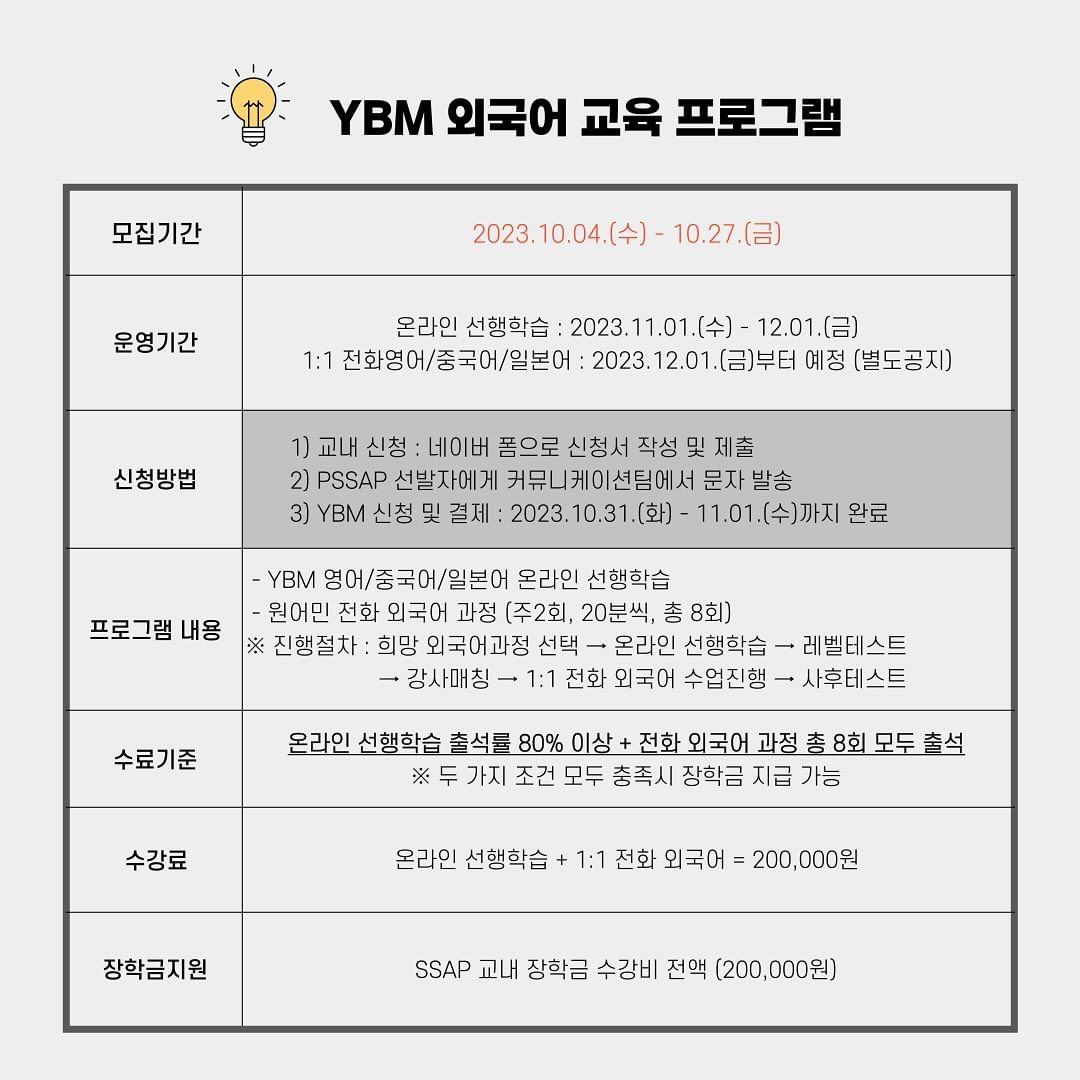 YBM 외국어 교육 프로그램
모집기간
2023.10.04.(수) - 10.27.(금)
운영기간
온라인 선행학습 : 2023.11.01.(수) - 12.01.(금)
1:1 전화영어/중국어/일본어 : 2023.12.01.(금)부터 예정 (별도공지)
신청방법
1) 교내 신청 : 네이버 폼으로 신청서 작성 및 제출
2) PSSAP 선발자에게 커뮤니케이션팀에서 문자 발송
3) YBM 신청 및 결제 : 2023.10.31.(화) - 11.01.(수)까지 완료
프로그램 내용
- YBM 영어/중국어/일본어 온라인 선행학습
- 원어민 전화 외국어 과정 (주2회, 20분씩, 총 8회)
※ 진행절차 : 희망 외국어과정 선택 → 온라인 선행학습 → 레벨테스트
→ 강사매칭 → 1:1 전화 외국어 수업진행 → 사후테스트
수료기준
온라인 선행학습 출석률 80% 이상 + 전화 외국어 과정 총 8회 모두 출석
※ 두 가지 조건 모두 충족시 장학금 지급 가능
수강료
온라인 선행학습 + 1:1 전화 외국어 = 200,000원
장학금지원
SSAP 교내 장학금 수강비 전액 (200,000원)